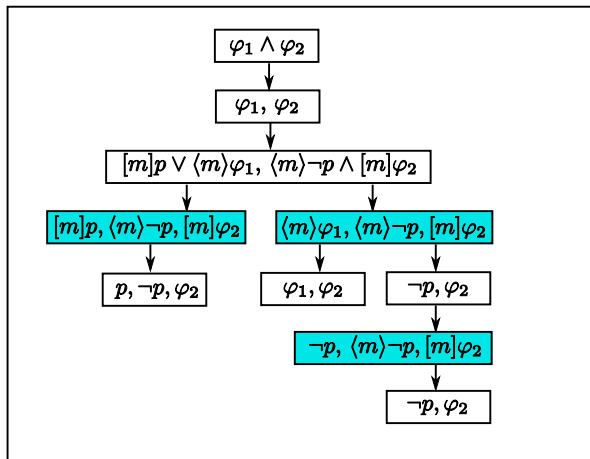 φ₁ ∧ φ₂
φ₁, φ₂
[m]p ∨ ⟨m⟩φ₁, ⟨m⟩¬p ∧ [m]φ₂
[m]p, ⟨m⟩¬p, [m]φ₂
⟨m⟩φ₁, ⟨m⟩¬p, [m]φ₂
p, ¬p, φ₂
φ₁, φ₂
¬p, φ₂
¬p, ⟨m⟩¬p, [m]φ₂
¬p, φ₂